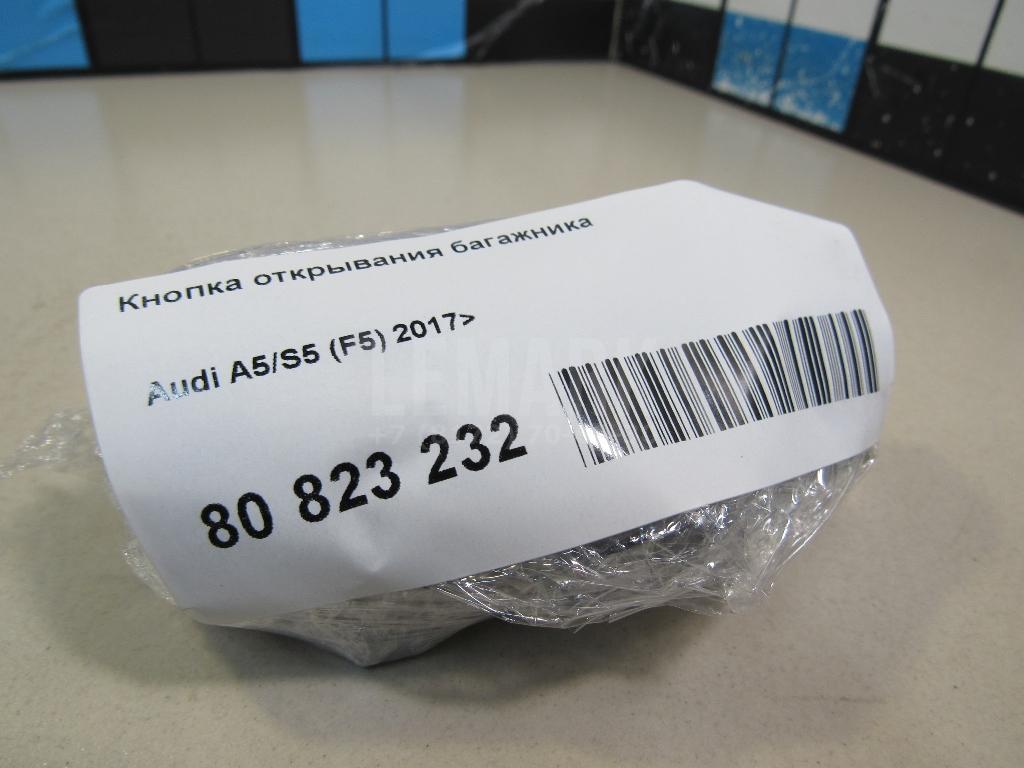 Кнопка открывания багажника
Audi A5/S5 (F5) 2017>
80 823 232